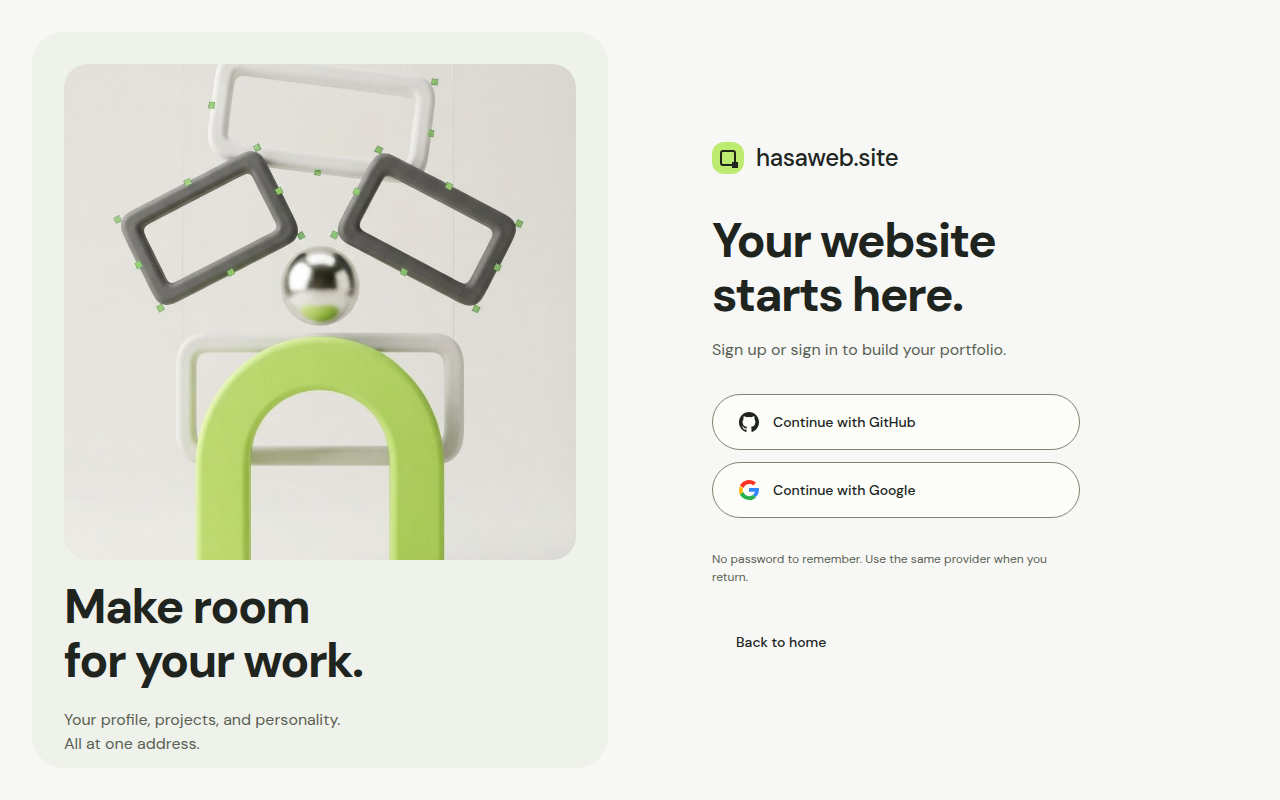 Make room
for your work.
Your profile, projects, and personality.
All at one address.
hasaweb.site
Your website
starts here.
Sign up or sign in to build your portfolio.
Continue with GitHub
Continue with Google
No password to remember. Use the same provider when you
return.
Back to home